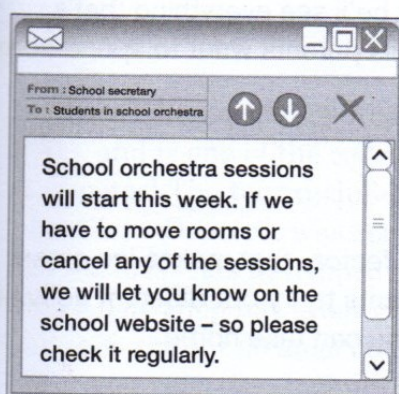 From : School secretary
To : Students in school orchestra
School orchestra sessions
will start this week. If we
have to move rooms or
cancel any of the sessions,
we will let you know on the
school website – so please
check it regularly.